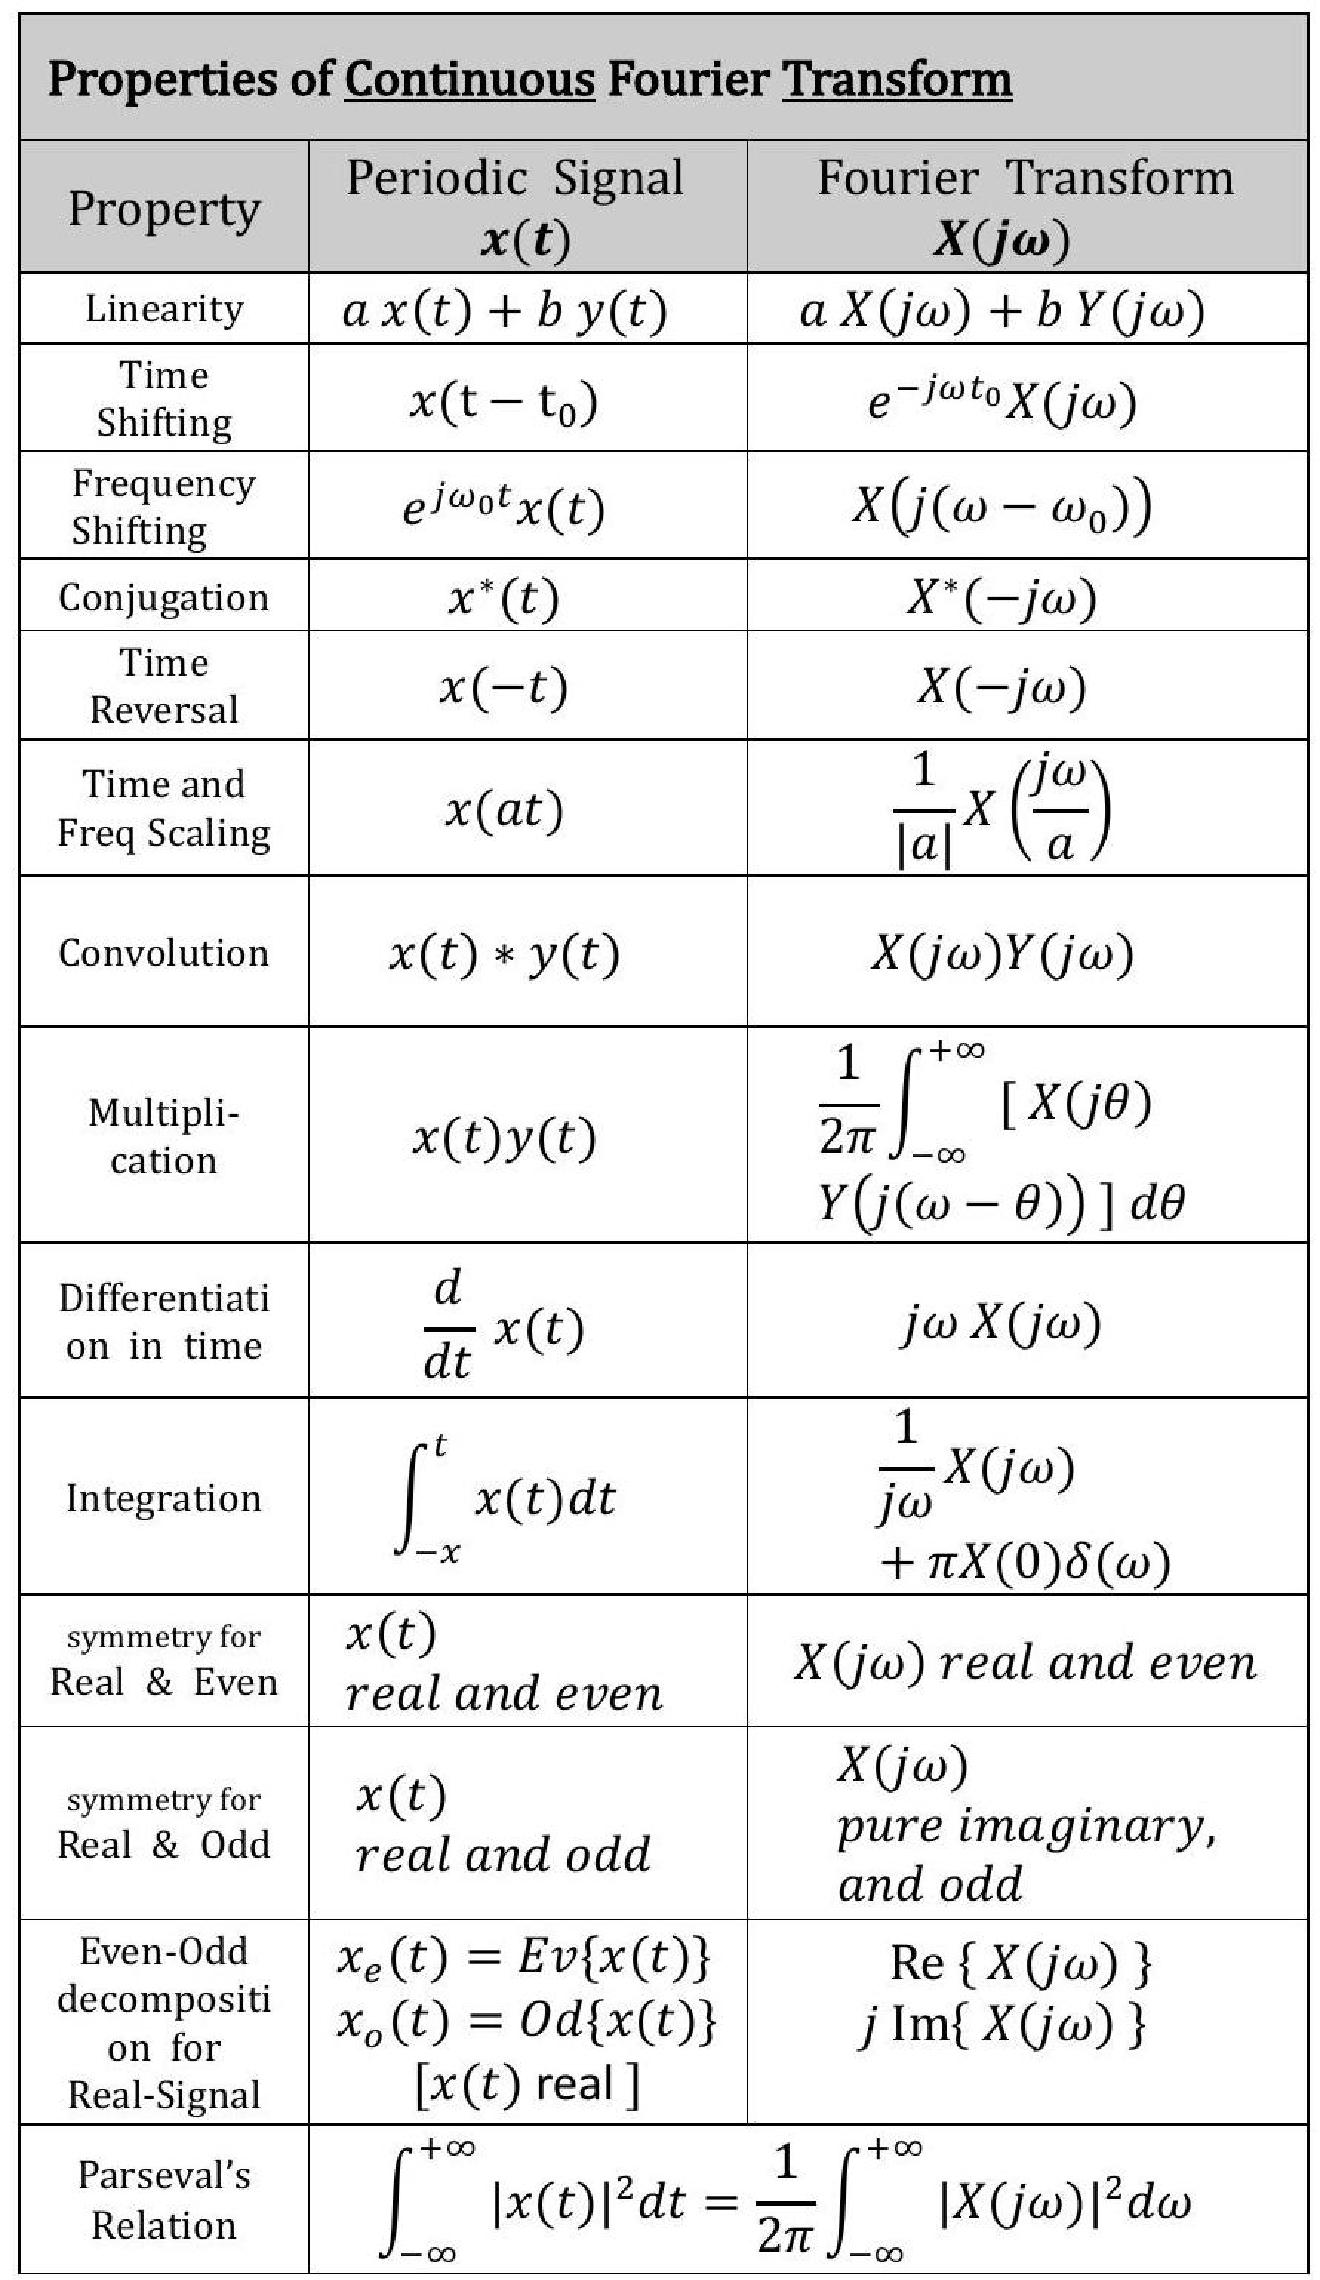 Properties of Continuous Fourier Transform
Property
Periodic Signal
x(t)
Fourier Transform
X(jω)
Linearity
a x(t) + b y(t)
a X(jω) + b Y(jω)
Time
Shifting
x(t − t₀)
e^{−jωt₀} X(jω)
Frequency
Shifting
e^{jω₀t} x(t)
X(j(ω − ω₀))
Conjugation
x*(t)
X*(−jω)
Time
Reversal
x(−t)
X(−jω)
Time and
Freq Scaling
x(at)
1/|a| X(jω/a)
Convolution
x(t) * y(t)
X(jω)Y(jω)
Multipli-
cation
x(t)y(t)
1/2π ∫_{−∞}^{+∞} [ X(jθ)
Y(j(ω − θ)) ] dθ
Differentiati
on in time
d/dt x(t)
jω X(jω)
Integration
∫_{−x}^{t} x(t)dt
1/jω X(jω)
+ πX(0)δ(ω)
symmetry for
Real & Even
x(t)
real and even
X(jω) real and even
symmetry for
Real & Odd
x(t)
real and odd
X(jω)
pure imaginary,
and odd
Even-Odd
decompositi
on for
Real-Signal
xₑ(t) = Ev{x(t)}
xₒ(t) = Od{x(t)}
[x(t) real ]
Re { X(jω) }
j Im{ X(jω) }
Parseval’s
Relation
∫_{−∞}^{+∞} |x(t)|²dt = 1/2π ∫_{−∞}^{+∞} |X(jω)|²dω